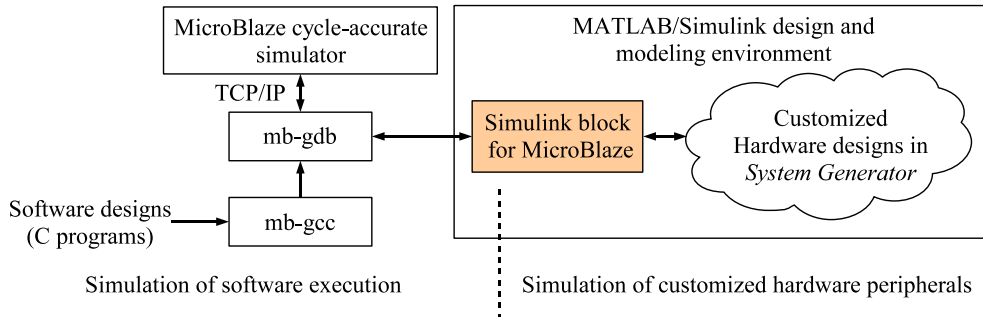 MicroBlaze cycle-accurate
simulator
TCP/IP
mb-gdb
mb-gcc
Software designs
(C programs)
Simulation of software execution
MATLAB/Simulink design and
modeling environment
Simulink block
for MicroBlaze
Customized
Hardware designs in
System Generator
Simulation of customized hardware peripherals